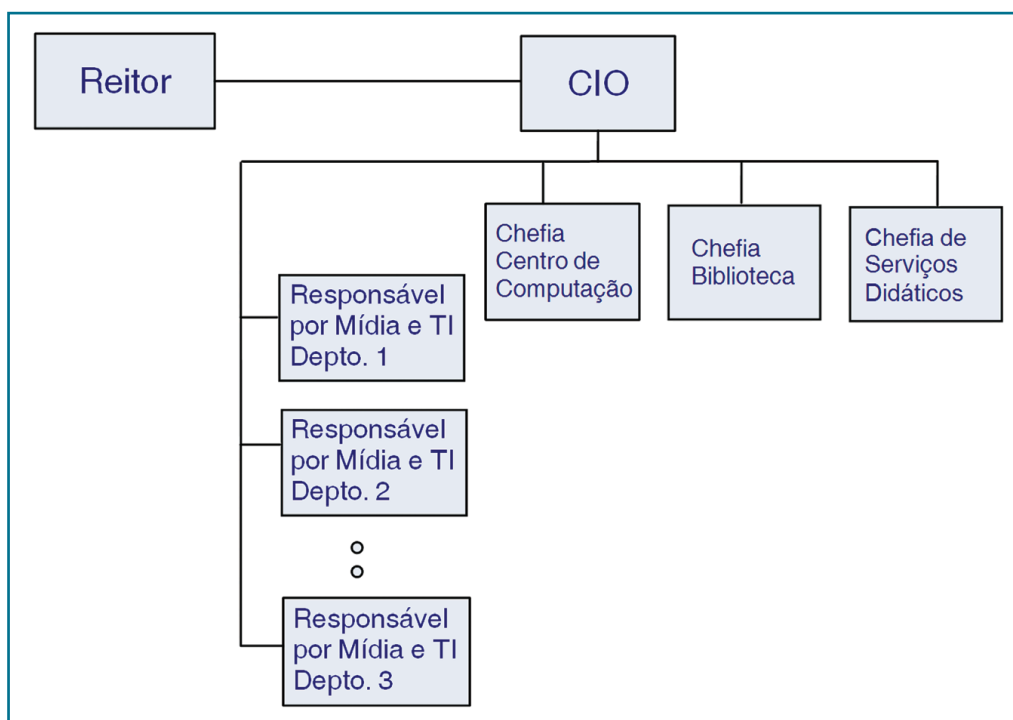 Reitor
CIO
Chefia
Centro de
Computação
Chefia
Biblioteca
Chefia de
Serviços
Didáticos
Responsável
por Mídia e TI
Depto. 1
Responsável
por Mídia e TI
Depto. 2
Responsável
por Mídia e TI
Depto. 3